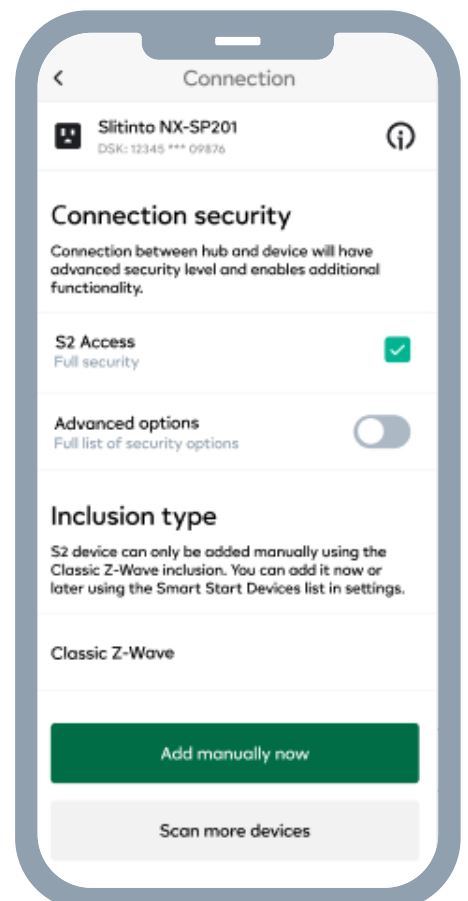 Connection
Slitinto NX-SP201
DSK: 12345 *** 09876
Connection security
Connection between hub and device will have
advanced security level and enables additional
functionality.
S2 Access
Full security
Advanced options
Full list of security options
Inclusion type
S2 device can only be added manually using the
Classic Z-Wave inclusion. You can add it now or
later using the Smart Start Devices list in settings.
Classic Z-Wave
Add manually now
Scan more devices